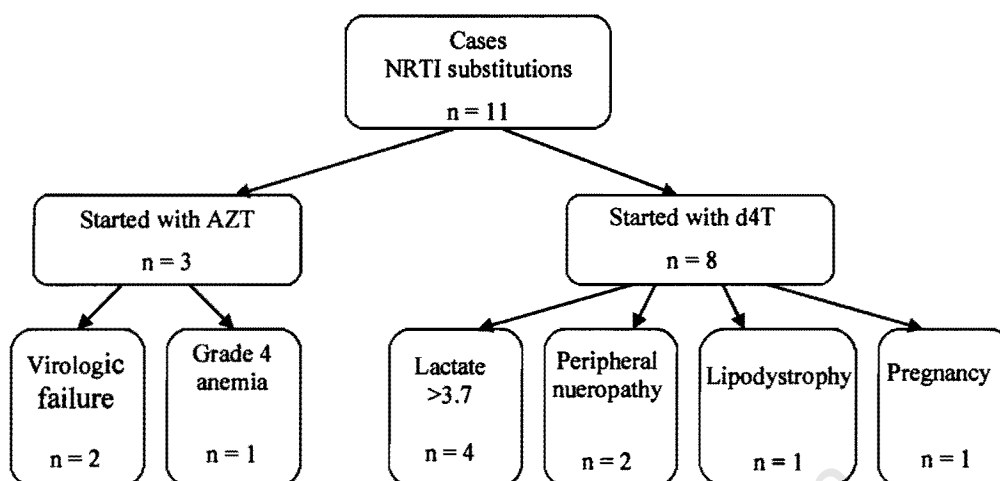 Cases
NRTI substitutions
n = 11
Started with AZT
n = 3
Started with d4T
n = 8
Virologic
failure
n = 2
Grade 4
anemia
n = 1
Lactate
>3.7
n = 4
Peripheral
nueropathy
n = 2
Lipodystrophy
n = 1
Pregnancy
n = 1